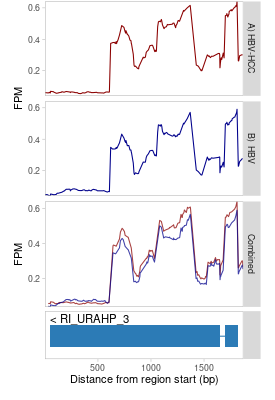 0.6
0.4
0.2
FPM
A) HBV-HCC
0.6
0.4
0.2
FPM
B) HBV
0.6
0.4
0.2
FPM
Combined
< RI_URAHP_3
500
1000
1500
Distance from region start (bp)